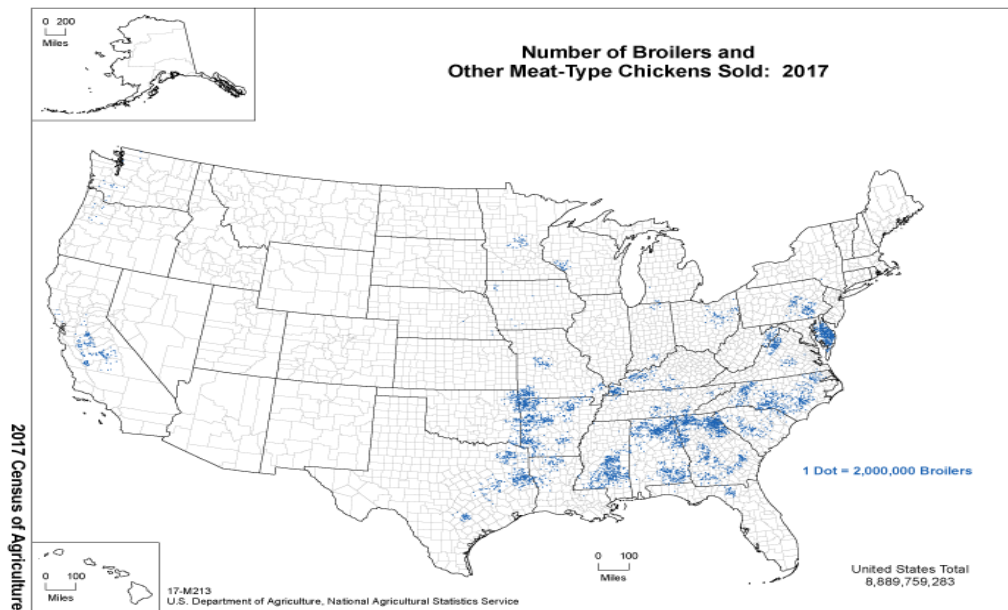 0 200
Miles
Number of Broilers and
Other Meat-Type Chickens Sold: 2017
1 Dot = 2,000,000 Broilers
2017 Census of Agriculture
0 100
Miles
0 100
Miles
United States Total
8,889,759,283
17-M213
U.S. Department of Agriculture, National Agricultural Statistics Service